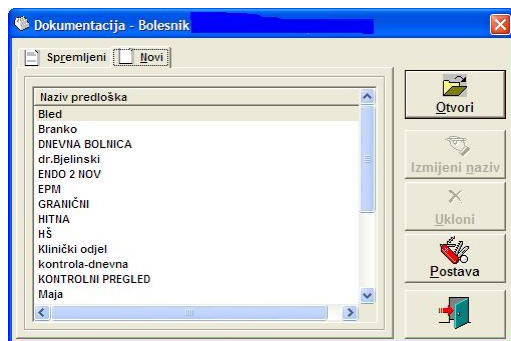 Dokumentacija - Bolesnik
Spremljeni
Novi
Naziv predloška
Bled
Branko
DNEVNA BOLNICA
dr.Bjelinski
ENDO 2 NOV
EPM
GRANIČNI
HITNA
HŠ
Klinički odjel
kontrola-dnevna
KONTROLNI PREGLED
Maja
Otvori
Izmijeni naziv
Ukloni
Postava